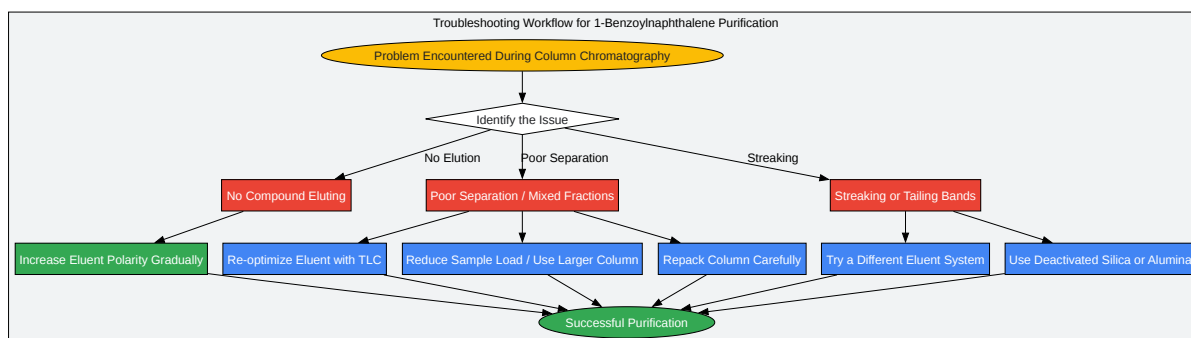 Troubleshooting Workflow for 1-Benzoylnaphthalene Purification
Problem Encountered During Column Chromatography
Identify the Issue
No Elution
Poor Separation
Streaking
No Compound Eluting
Poor Separation / Mixed Fractions
Streaking or Tailing Bands
Increase Eluent Polarity Gradually
Re-optimize Eluent with TLC
Reduce Sample Load / Use Larger Column
Repack Column Carefully
Try a Different Eluent System
Use Deactivated Silica or Alumina
Successful Purification